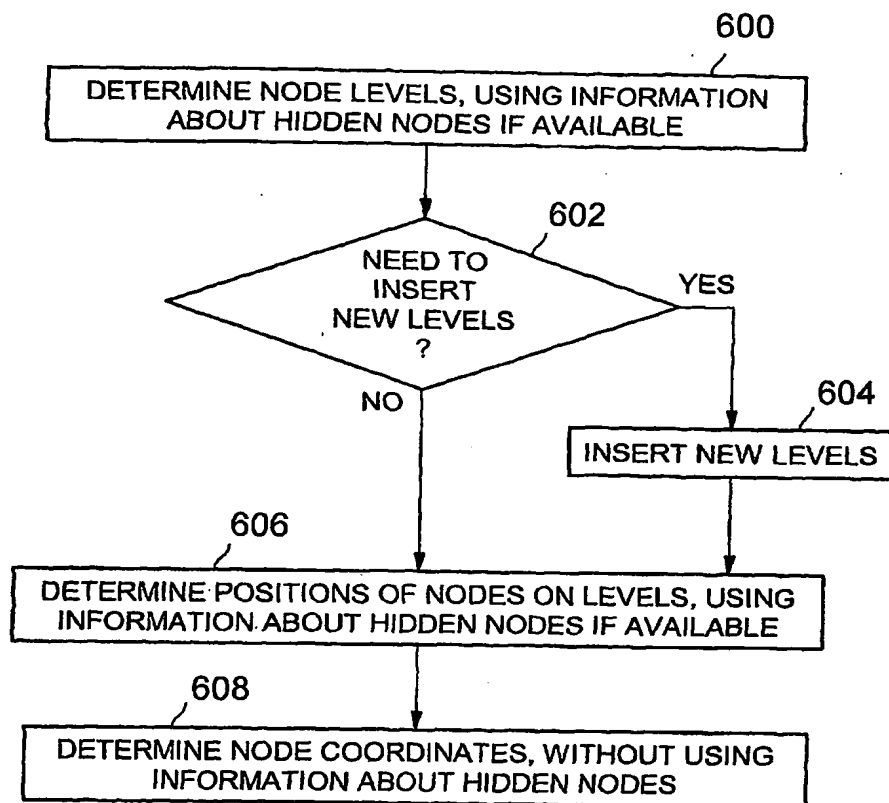 600
DETERMINE NODE LEVELS, USING INFORMATION
ABOUT HIDDEN NODES IF AVAILABLE
602
NEED TO
INSERT
NEW LEVELS
?
YES
NO
604
INSERT NEW LEVELS
606
DETERMINE POSITIONS OF NODES ON LEVELS, USING
INFORMATION ABOUT HIDDEN NODES IF AVAILABLE
608
DETERMINE NODE COORDINATES, WITHOUT USING
INFORMATION ABOUT HIDDEN NODES